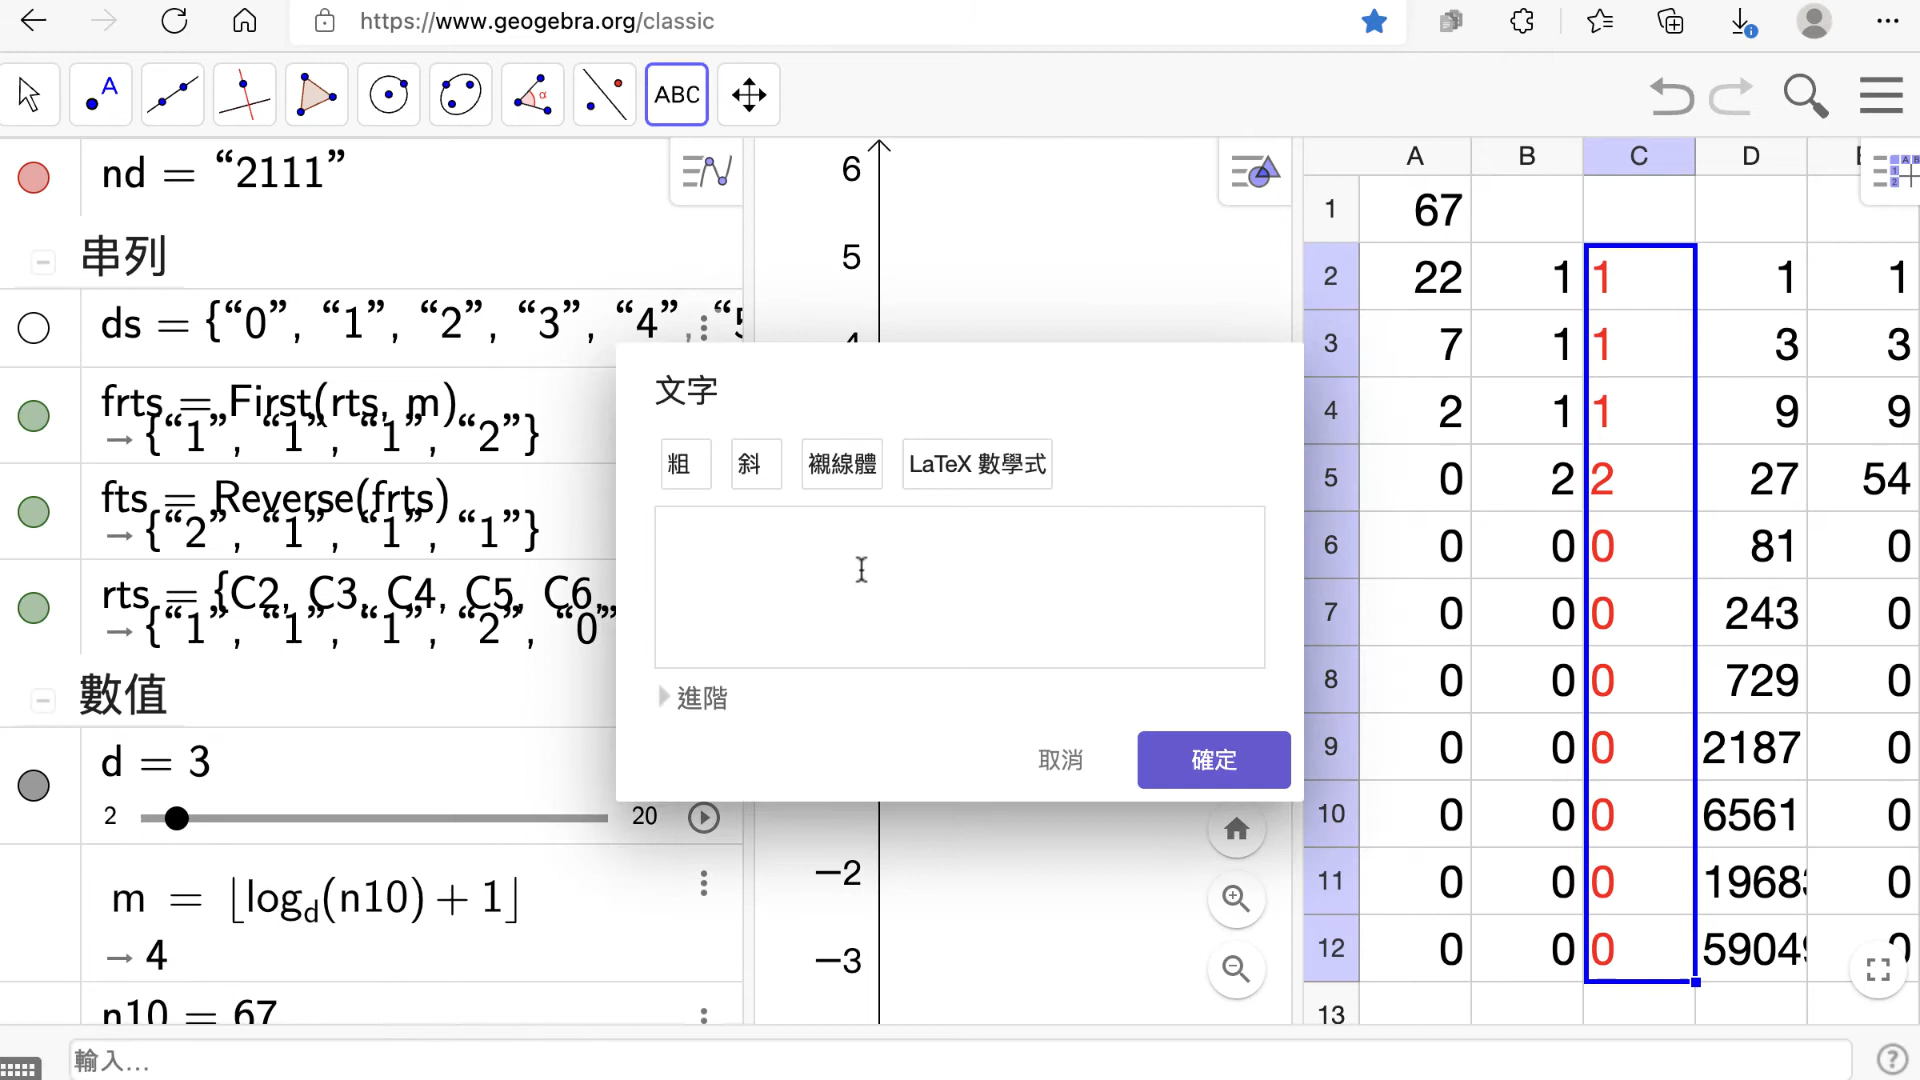 https://www.geogebra.org/classic
A
α
ABC
nd = “2111”
串列
ds = {“0”, “1”, “2”, “3”, “4”, “5
frts = First(rts, m)
→ {“1”, “1”, “1”, “2”}
fts = Reverse(frts)
→ {“2”, “1”, “1”, “1”}
rts = {C2, C3, C4, C5, C6,
→ {“1”, “1”, “1”, “2”, “0”
數值
d = 3
2 20
m = ⌊log_d(n10) + 1⌋
→ 4
n10 = 67
輸入…
6
5
4
−2
−3
文字
粗 斜 襯線體 LaTeX 數學式
進階
取消 確定
A B C D E
1 67
2 22 1 1 1 1
3 7 1 1 3 3
4 2 1 1 9 9
5 0 2 2 27 54
6 0 0 0 81 0
7 0 0 0 243 0
8 0 0 0 729 0
9 0 0 0 2187 0
10 0 0 0 6561 0
11 0 0 0 19683 0
12 0 0 0 59049 0
13